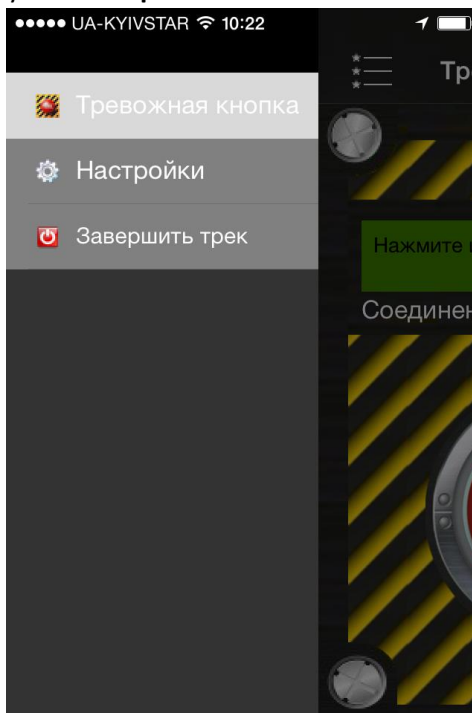 UA-KYIVSTAR 10:22
Тр
Тревожная кнопка
Настройки
Завершить трек
Нажмите
Соединен